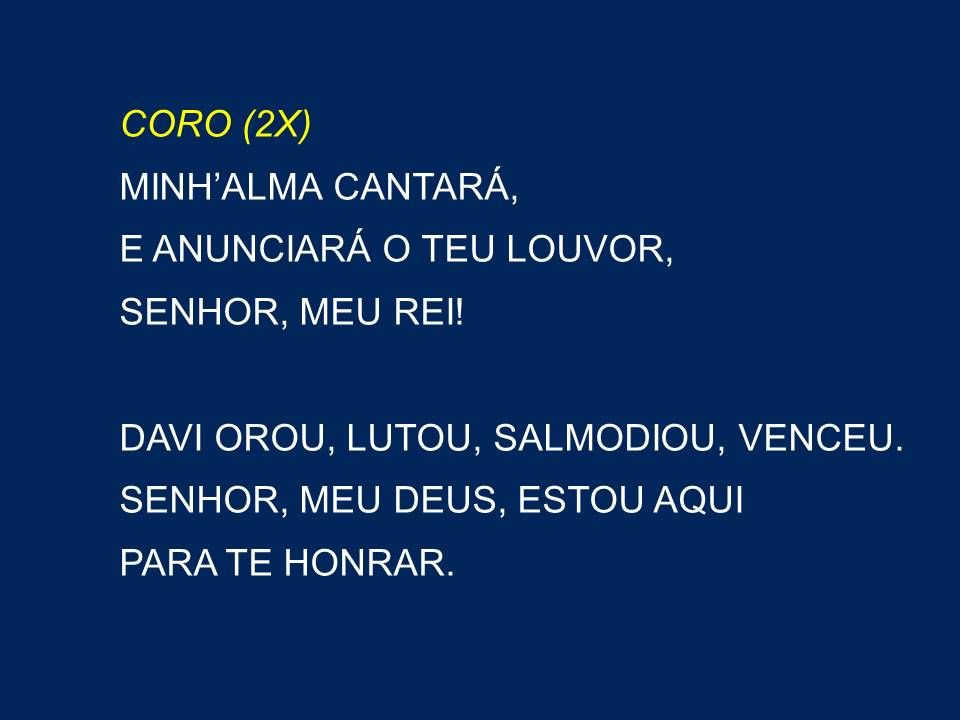 CORO (2X)
MINH’ALMA CANTARÁ,
E ANUNCIARÁ O TEU LOUVOR,
SENHOR, MEU REI!
DAVI OROU, LUTOU, SALMODIOU, VENCEU.
SENHOR, MEU DEUS, ESTOU AQUI
PARA TE HONRAR.